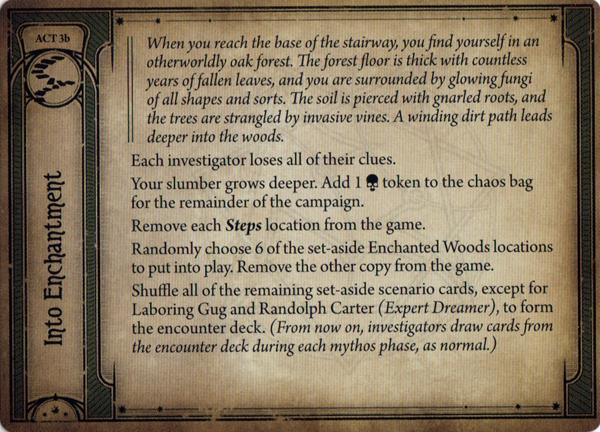 ACT 3b
Into Enchantment
When you reach the base of the stairway, you find yourself in an
otherworldly oak forest. The forest floor is thick with countless
years of fallen leaves, and you are surrounded by glowing fungi
of all shapes and sorts. The soil is pierced with gnarled roots, and
the trees are strangled by invasive vines. A winding dirt path leads
deeper into the woods.
Each investigator loses all of their clues.
Your slumber grows deeper. Add 1 token to the chaos bag
for the remainder of the campaign.
Remove each Steps location from the game.
Randomly choose 6 of the set-aside Enchanted Woods locations
to put into play. Remove the other copy from the game.
Shuffle all of the remaining set-aside scenario cards, except for
Laboring Gug and Randolph Carter (Expert Dreamer), to form
the encounter deck. (From now on, investigators draw cards from
the encounter deck during each mythos phase, as normal.)